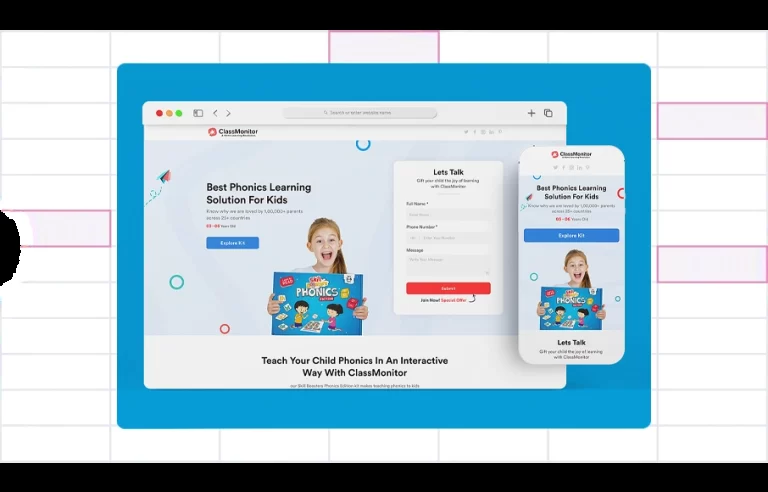 Search or enter website name
ClassMonitor
Best Phonics Learning
Solution For Kids
Know why we are loved by 1,00,000+ parents
across 20+ countries
Years Old
Explore Kit
PHONICS
Lets Talk
Gift your child the joy of learning
with ClassMonitor
Full Name *
Phone Number *
Enter Your Number
Message
Write Your Message
Submit
Join Now! Special Offer
Teach Your Child Phonics In An Interactive
Way With ClassMonitor
our Skill Boosters Phonics Edition kit makes teaching phonics to kids
ClassMonitor
Best Phonics Learning
Solution For Kids
Know why we are loved by 1,00,000+ parents
across 20+ countries
Years Old
Explore Kit
PHONICS
Lets Talk
Gift your child the joy of learning
with ClassMonitor